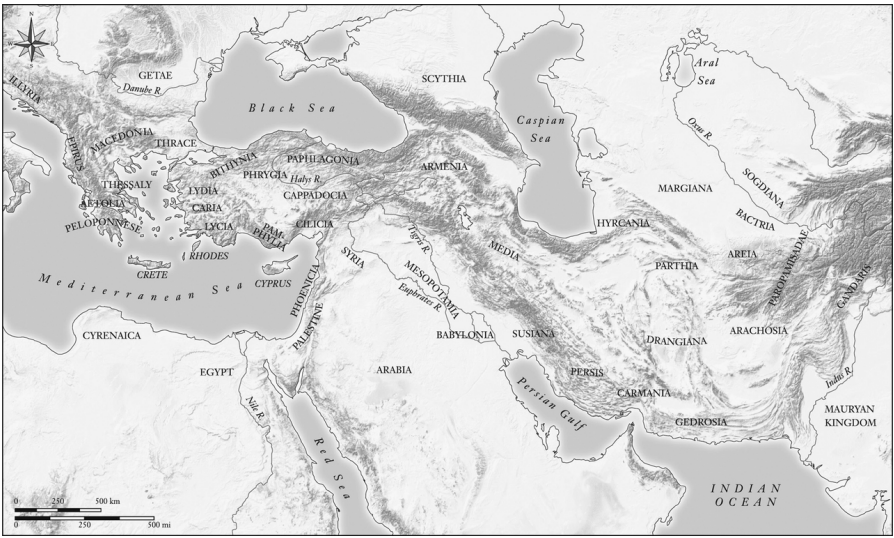 N
W E
S
ILLYRIA
GETAE
Danube R.
Black Sea
SCYTHIA
Caspian
Sea
Aral
Sea
Oxus R.
EPIRUS
MACEDONIA
THRACE
BITHYNIA
PAPHLAGONIA
PHRYGIA
Halys R.
ARMENIA
THESSALY
LYDIA
CAPPADOCIA
AETOLIA
CARIA
PELOPONNESE
LYCIA
PAM-
PHYLIA
CILICIA
MARGIANA
SOGDIANA
BACTRIA
HYRCANIA
Tigris R.
MEDIA
CRETE
RHODES
CYPRUS
SYRIA
PARTHIA
AREIA
PAROPAMISADAE
GANDARIS
Mediterranean Sea
PHOENICIA
MESOPOTAMIA
Euphrates R.
PALESTINE
CYRENAICA
BABYLONIA
SUSIANA
DRANGIANA
ARACHOSIA
EGYPT
ARABIA
PERSIS
CARMANIA
Indus R.
Nile R.
Persian Gulf
GEDROSIA
MAURYAN
KINGDOM
Red Sea
INDIAN
OCEAN
0 250 500 km
0 250 500 mi